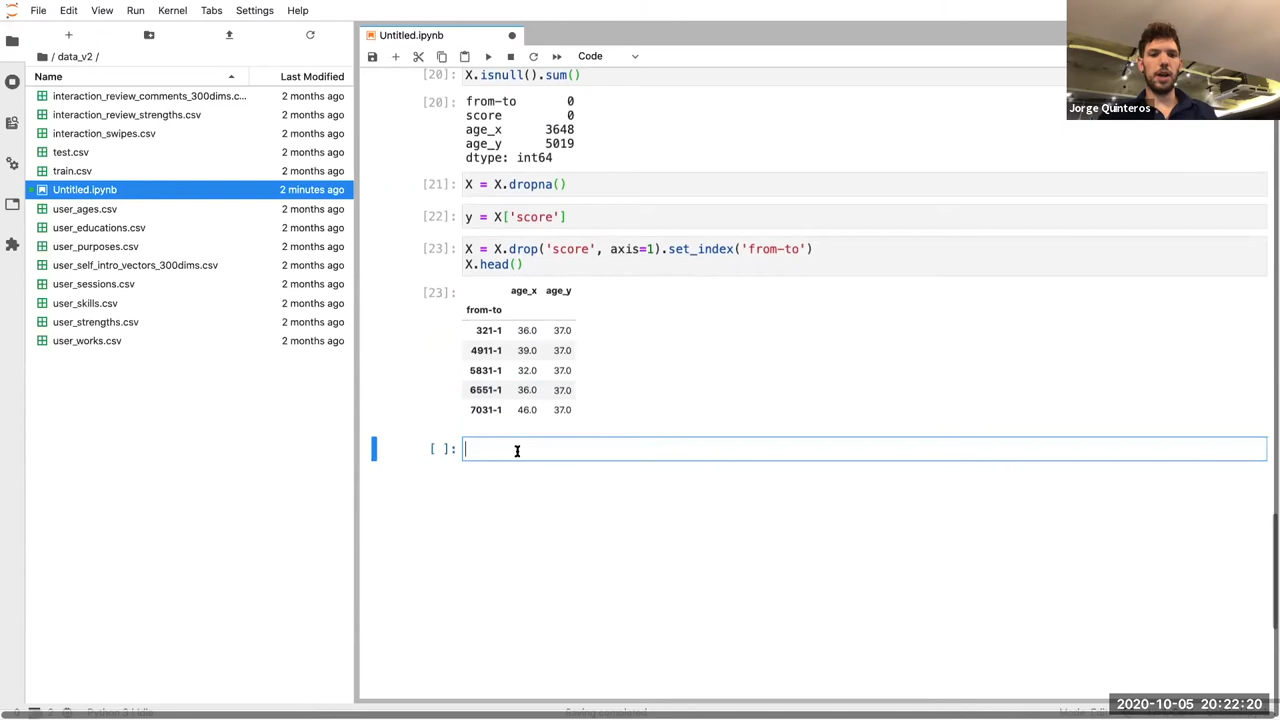 File Edit View Run Kernel Tabs Settings Help
Jorge Quinteros
Untitled.ipynb
/ data_v2 /
Code
Name Last Modified
interaction_review_comments_300dims.c... 2 months ago
interaction_review_strengths.csv 2 months ago
interaction_swipes.csv 2 months ago
test.csv 2 months ago
train.csv 2 months ago
Untitled.ipynb 2 minutes ago
user_ages.csv 2 months ago
user_educations.csv 2 months ago
user_purposes.csv 2 months ago
user_self_intro_vectors_300dims.csv 2 months ago
user_sessions.csv 2 months ago
user_skills.csv 2 months ago
user_strengths.csv 2 months ago
user_works.csv 2 months ago
[20]: X.isnull().sum()
[20]: from-to 0
score 0
age_x 3648
age_y 5019
dtype: int64
[21]: X = X.dropna()
[22]: y = X['score']
[23]: X = X.drop('score', axis=1).set_index('from-to')
X.head()
[23]: age_x age_y
from-to
321-1 36.0 37.0
4911-1 39.0 37.0
5831-1 32.0 37.0
6551-1 36.0 37.0
7031-1 46.0 37.0
[ ]:
2020-10-05 20:22:20